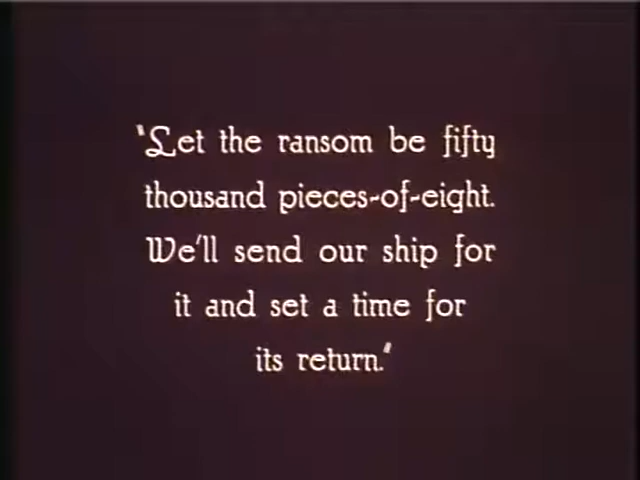 "Let the ransom be fifty
thousand pieces-of-eight.
We'll send our ship for
it and set a time for
its return."